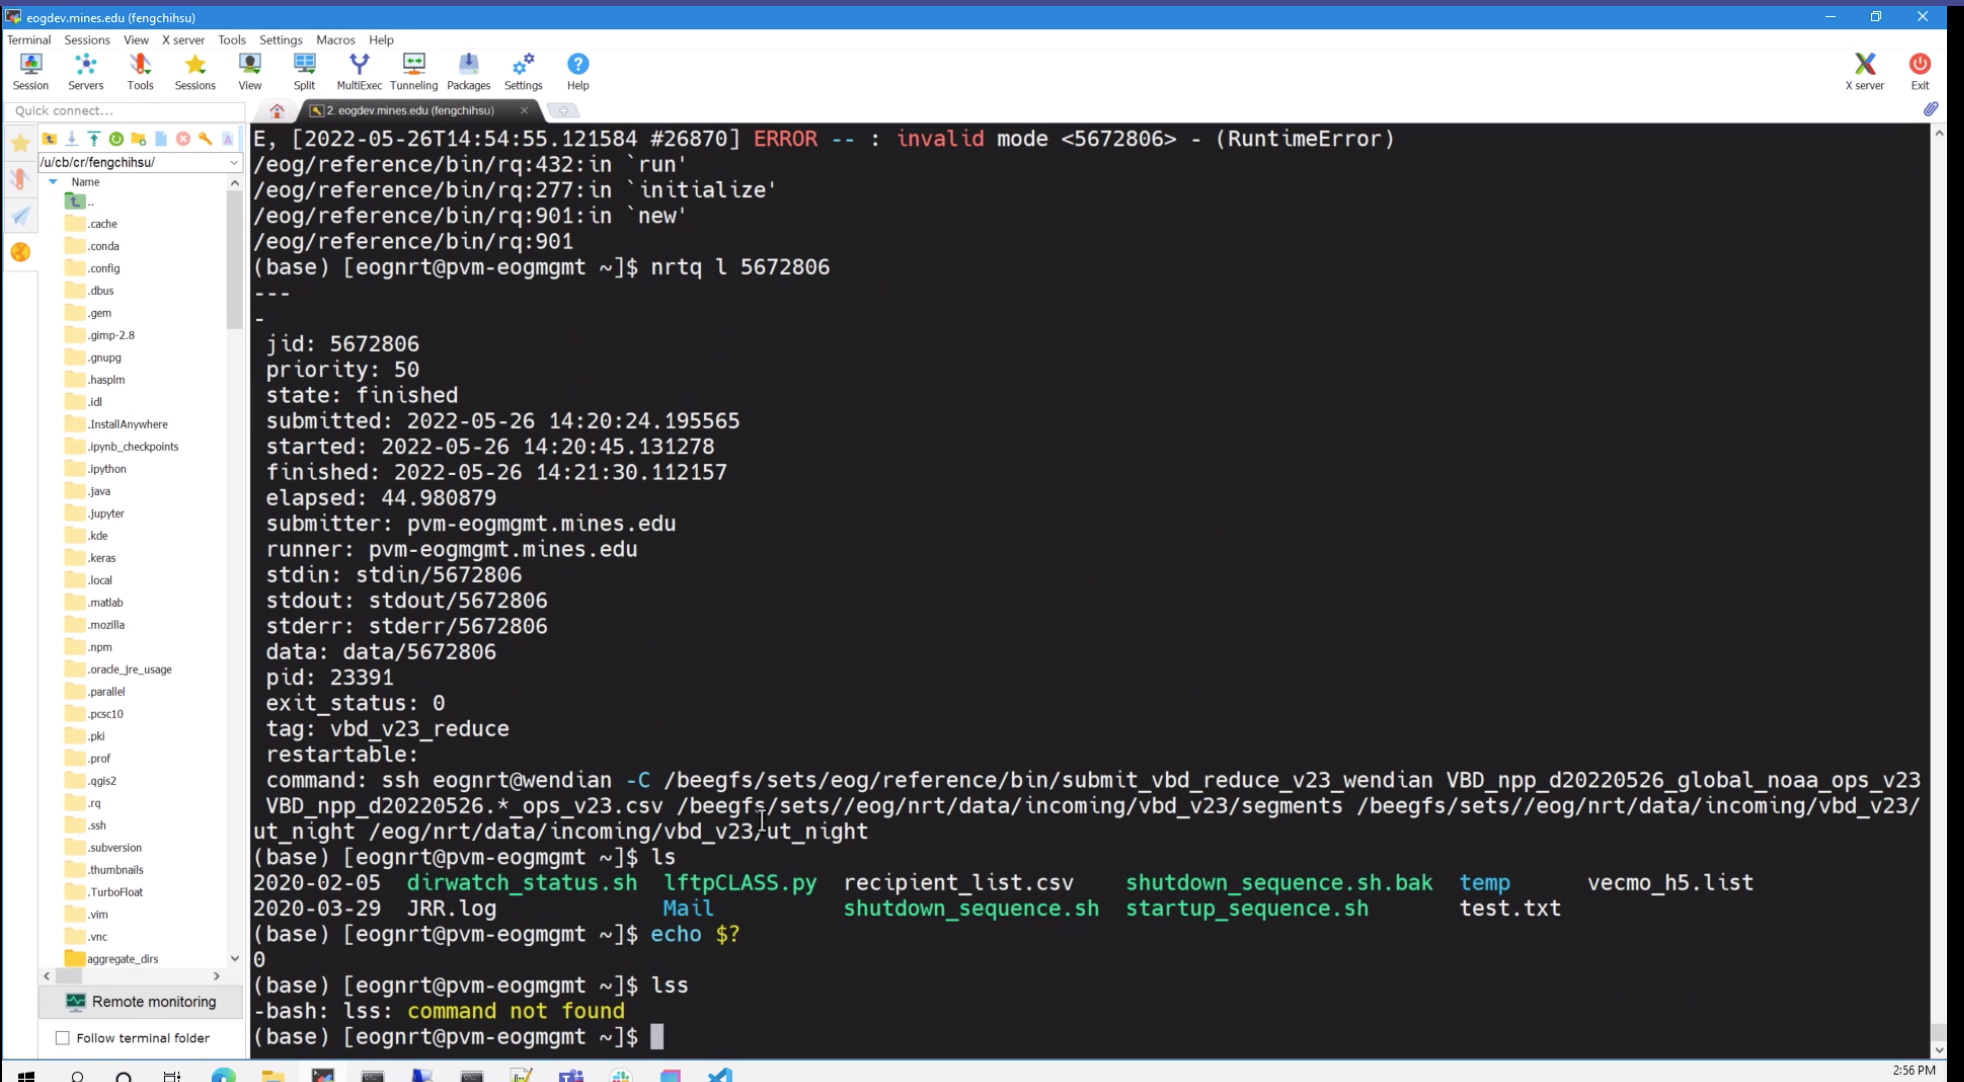 eogdev.mines.edu (fengchihsu)
Terminal Sessions View X server Tools Settings Macros Help
Session Servers Tools Sessions View Split MultiExec Tunneling Packages Settings Help X server Exit
Quick connect...
2. eogdev.mines.edu (fengchihsu)
/u/cb/cr/fengchihsu/
Name
..
.cache
.conda
.config
.dbus
.gem
.gimp-2.8
.gnupg
.hasplm
.idl
.InstallAnywhere
.ipynb_checkpoints
.ipython
.java
.jupyter
.kde
.keras
.local
.matlab
.mozilla
.npm
.oracle_jre_usage
.parallel
.pcsc10
.pki
.prof
.qgis2
.rq
.ssh
.subversion
.thumbnails
.TurboFloat
.vim
.vnc
aggregate_dirs
Remote monitoring
Follow terminal folder
E, [2022-05-26T14:54:55.121584 #26870] ERROR -- : invalid mode <5672806> - (RuntimeError)
/eog/reference/bin/rq:432:in `run'
/eog/reference/bin/rq:277:in `initialize'
/eog/reference/bin/rq:901:in `new'
/eog/reference/bin/rq:901
(base) [eognrt@pvm-eogmgmt ~]$ nrtq l 5672806
---
-
jid: 5672806
priority: 50
state: finished
submitted: 2022-05-26 14:20:24.195565
started: 2022-05-26 14:20:45.131278
finished: 2022-05-26 14:21:30.112157
elapsed: 44.980879
submitter: pvm-eogmgmt.mines.edu
runner: pvm-eogmgmt.mines.edu
stdin: stdin/5672806
stdout: stdout/5672806
stderr: stderr/5672806
data: data/5672806
pid: 23391
exit_status: 0
tag: vbd_v23_reduce
restartable:
command: ssh eognrt@wendian -C /beegfs/sets/eog/reference/bin/submit_vbd_reduce_v23_wendian VBD_npp_d20220526_global_noaa_ops_v23
VBD_npp_d20220526.*_ops_v23.csv /beegfs/sets//eog/nrt/data/incoming/vbd_v23/segments /beegfs/sets//eog/nrt/data/incoming/vbd_v23/
ut_night /eog/nrt/data/incoming/vbd_v23/ut_night
(base) [eognrt@pvm-eogmgmt ~]$ ls
2020-02-05 dirwatch_status.sh lftpCLASS.py recipient_list.csv shutdown_sequence.sh.bak temp vecmo_h5.list
2020-03-29 JRR.log Mail shutdown_sequence.sh startup_sequence.sh test.txt
(base) [eognrt@pvm-eogmgmt ~]$ echo $?
0
(base) [eognrt@pvm-eogmgmt ~]$ lss
-bash: lss: command not found
(base) [eognrt@pvm-eogmgmt ~]$
2:56 PM